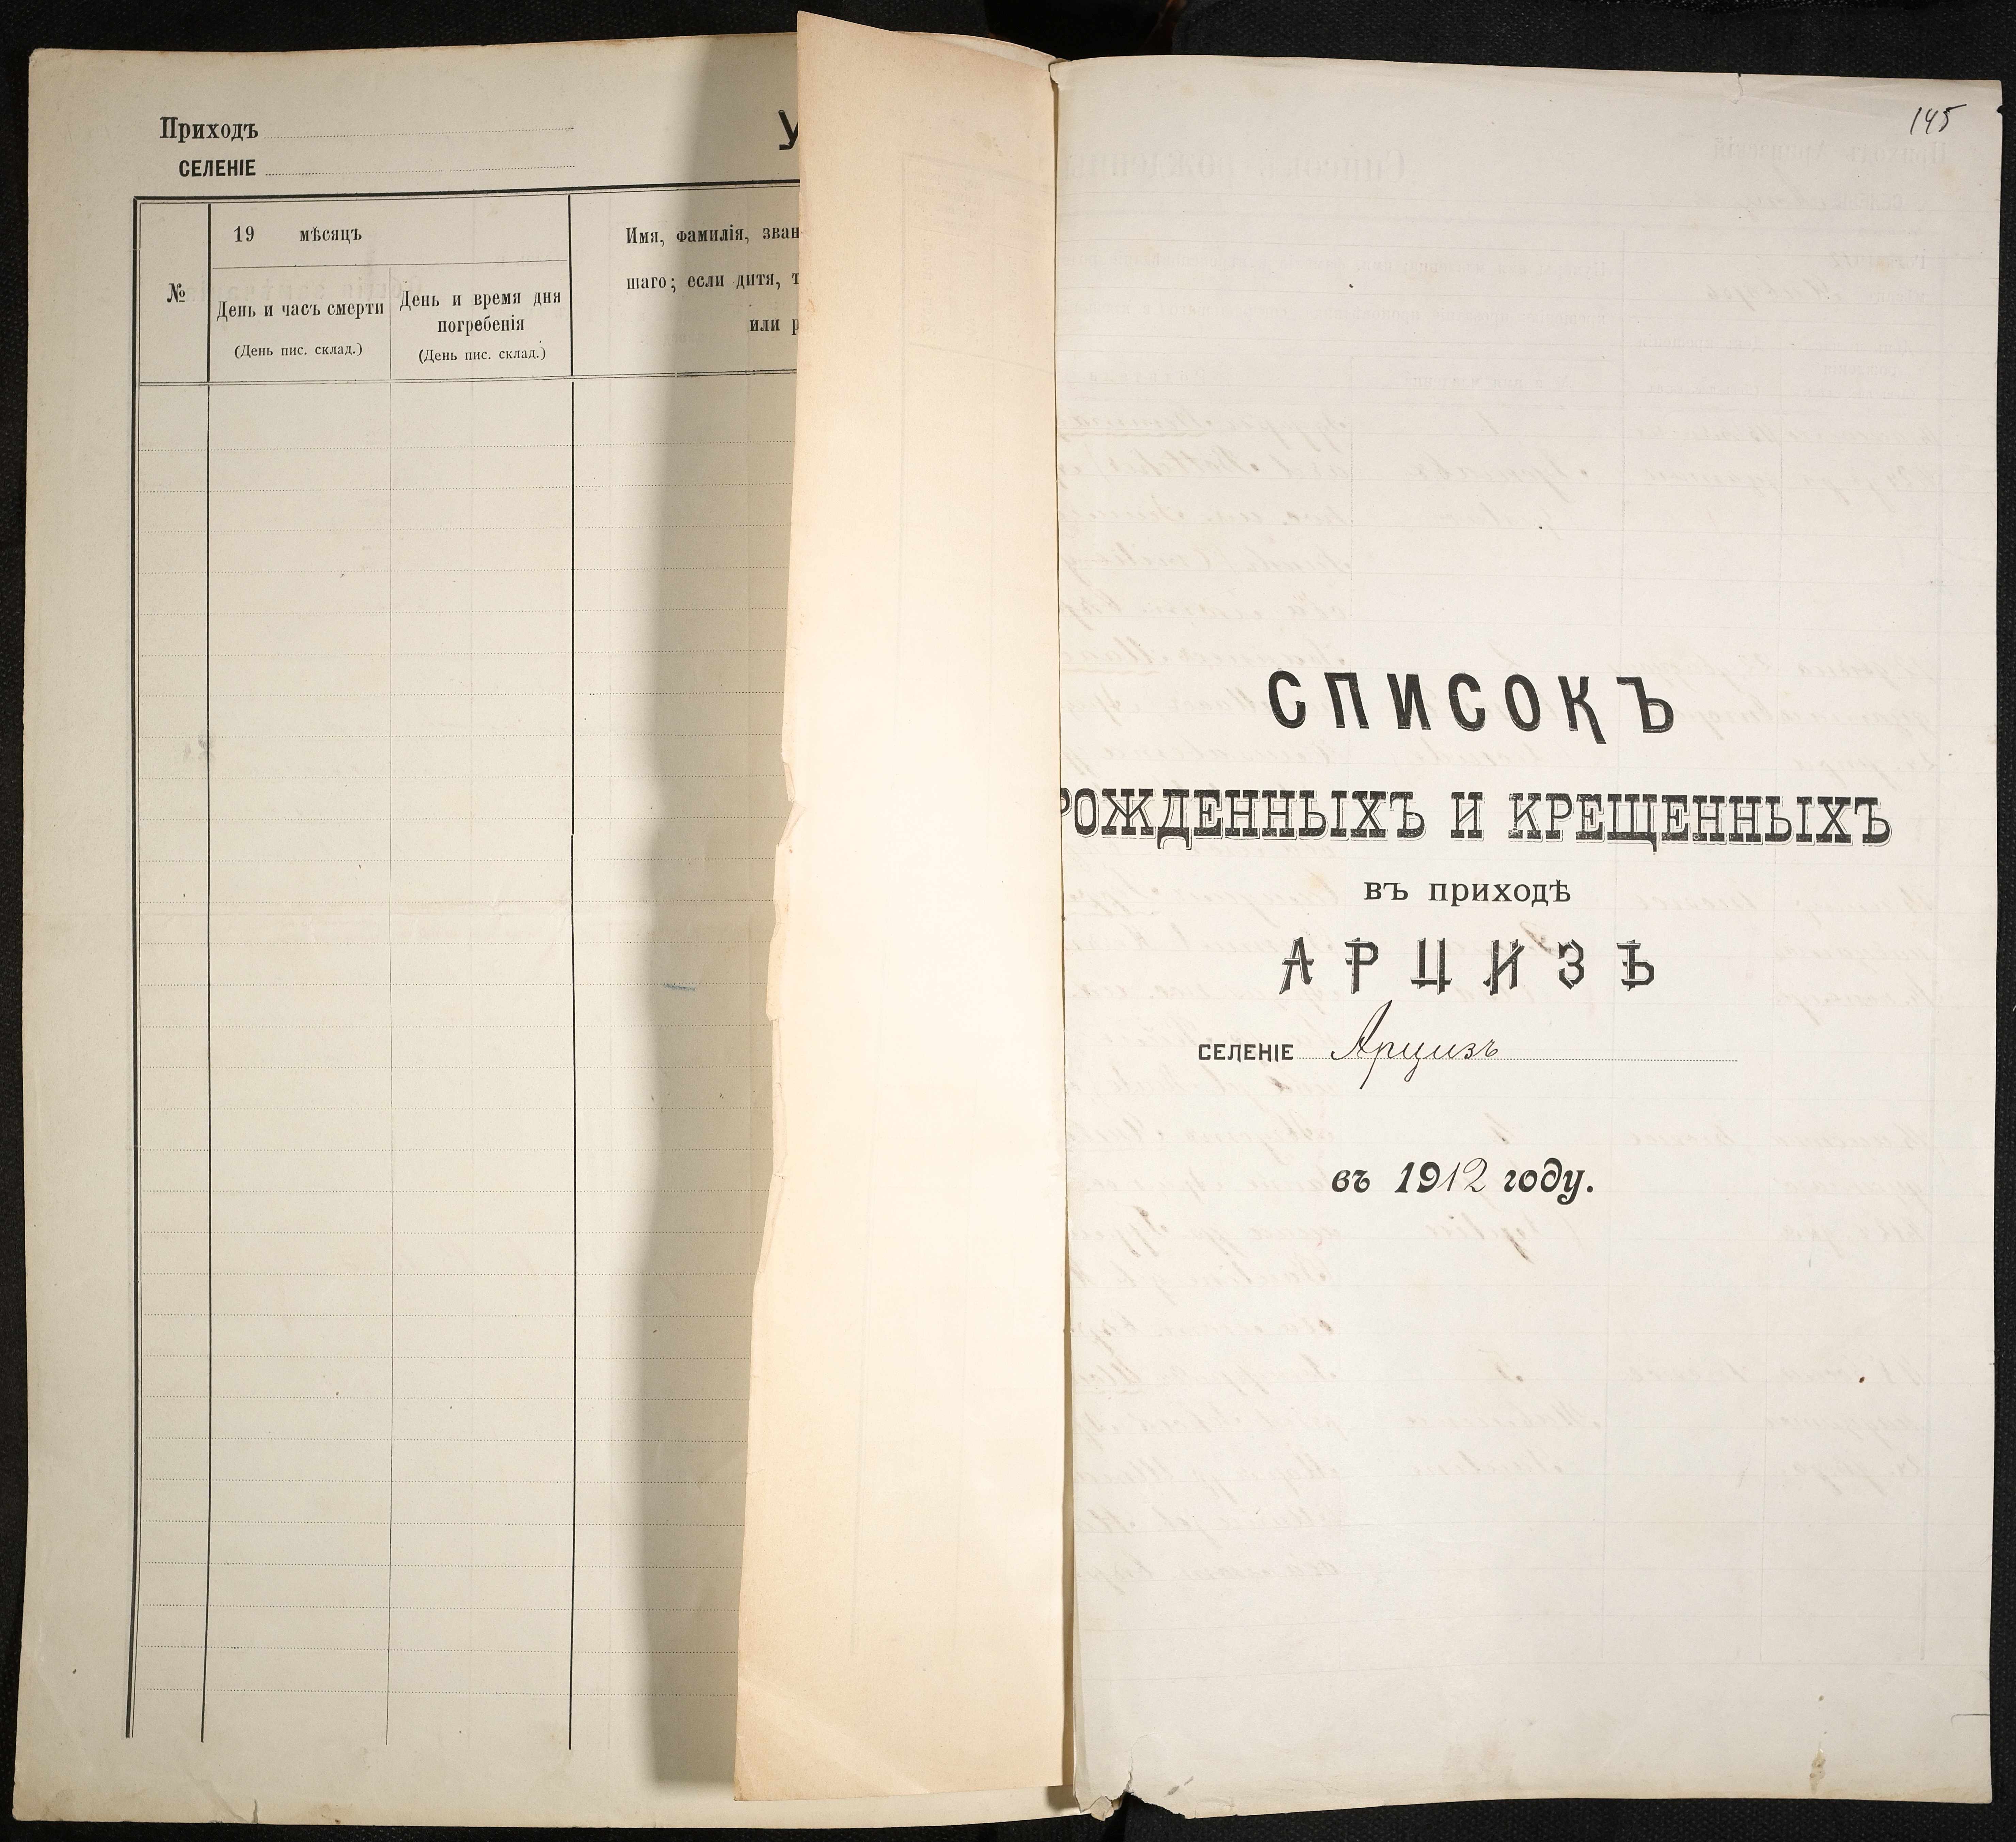 Приходъ
СЕЛЕНІЕ
У
№
19 мѣсяцъ
День и часъ смерти
(День пис. склад.)
День и время дня
погребенія
(День пис. склад.)
Имя, фамилія, зван
шаго; если дитя, т
или р
145
СПИСОКЪ
РОЖДЕННЫХЪ И КРЕЩЕННЫХЪ
въ приходѣ
АРЦИЗѢ
СЕЛЕНІЕ Арцизъ
въ 1912 году.